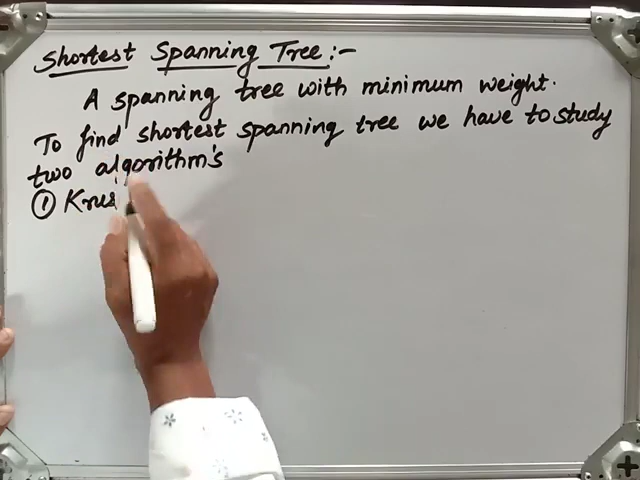 Shortest Spanning Tree :-
A spanning tree with minimum weight.
To find shortest spanning tree we have to study
two algorithm's
① Krus